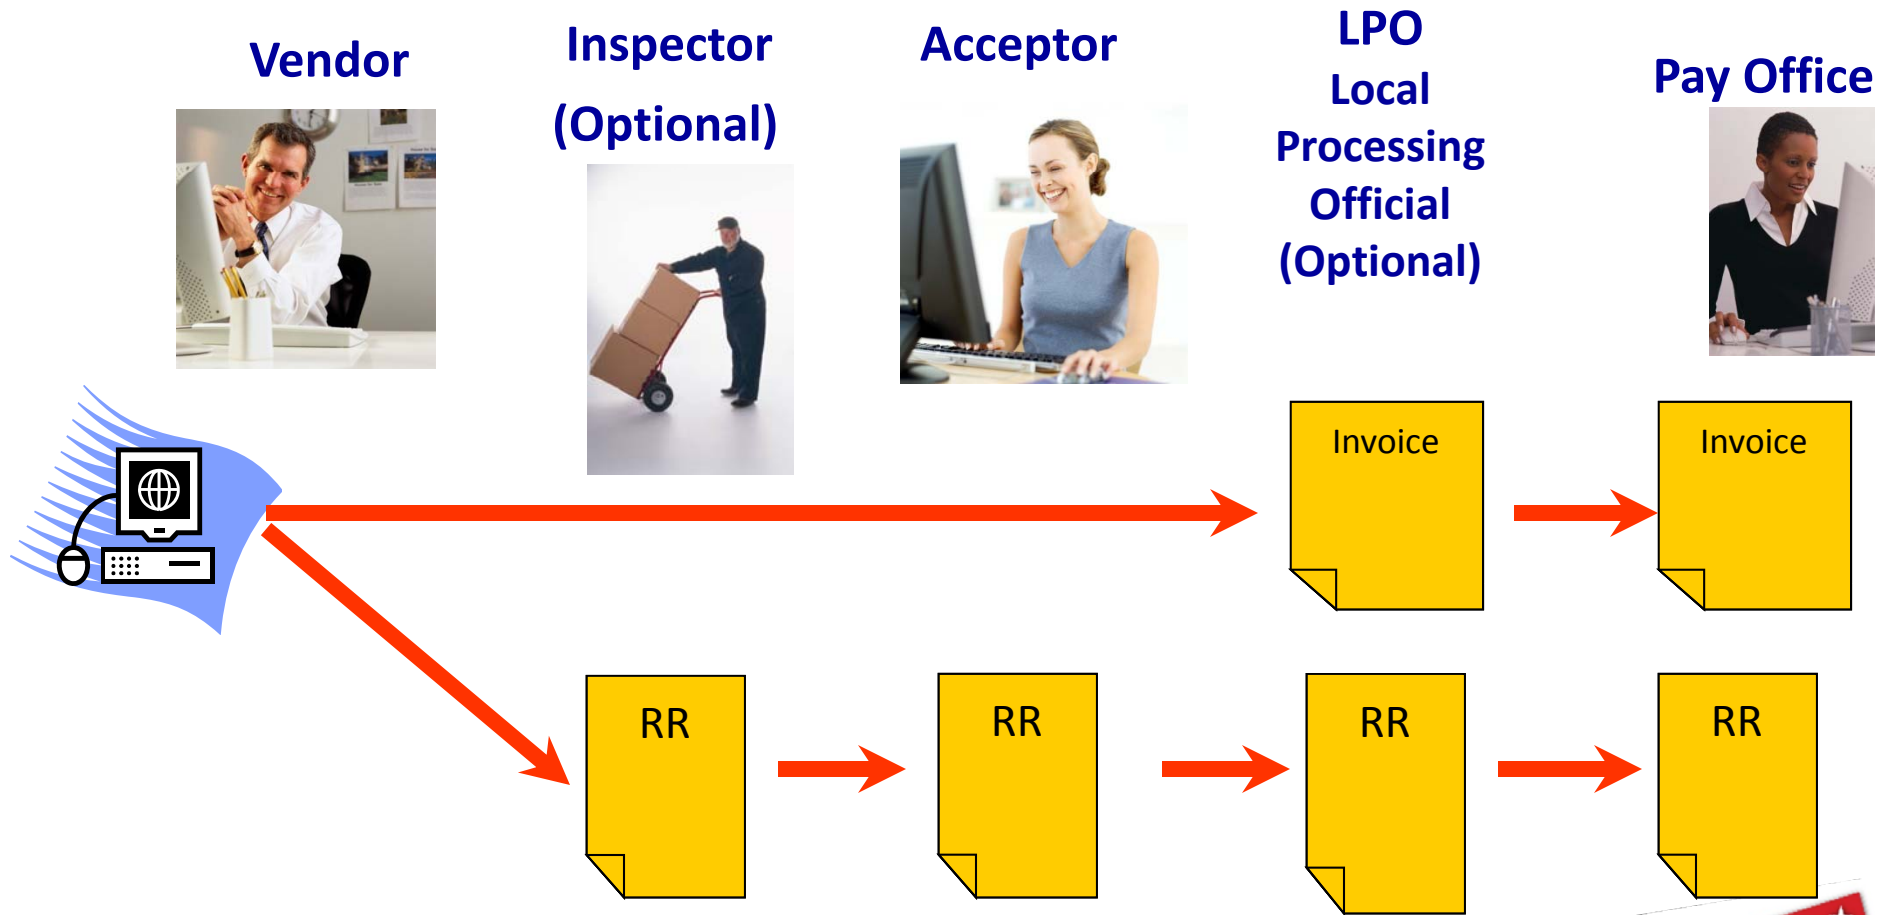 Vendor
Inspector
(Optional)
Acceptor
LPO
Local
Processing
Official
(Optional)
Pay Office
Invoice
Invoice
RR
RR
RR
RR